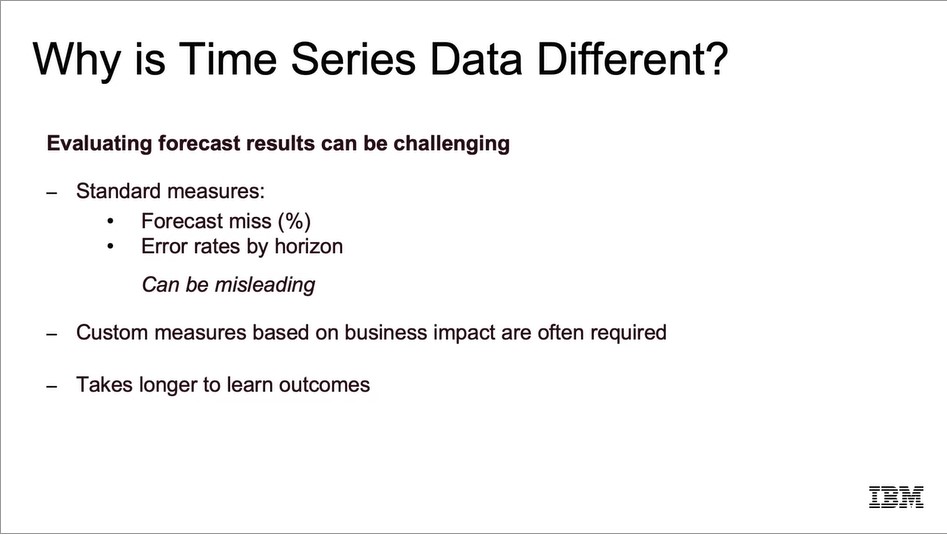 Why is Time Series Data Different?
Evaluating forecast results can be challenging
– Standard measures:
• Forecast miss (%)
• Error rates by horizon
Can be misleading
– Custom measures based on business impact are often required
– Takes longer to learn outcomes
IBM